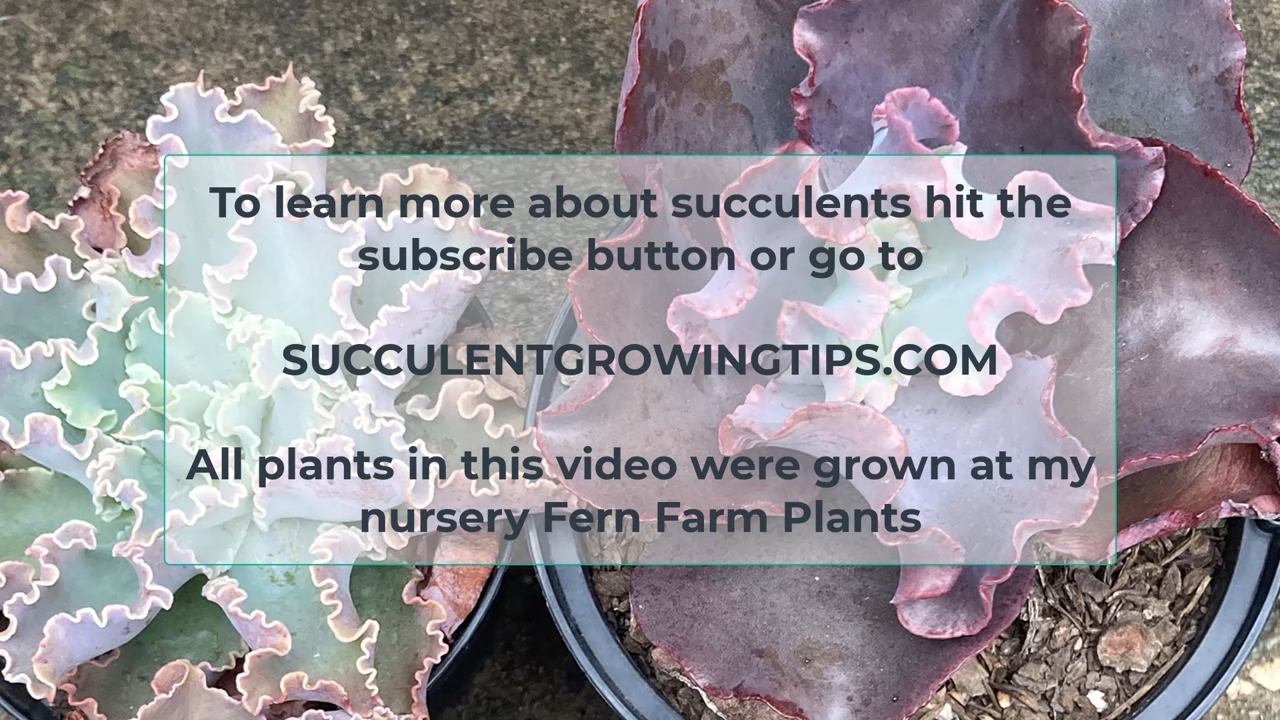 To learn more about succulents hit the
subscribe button or go to
SUCCULENTGROWINGTIPS.COM
All plants in this video were grown at my
nursery Fern Farm Plants